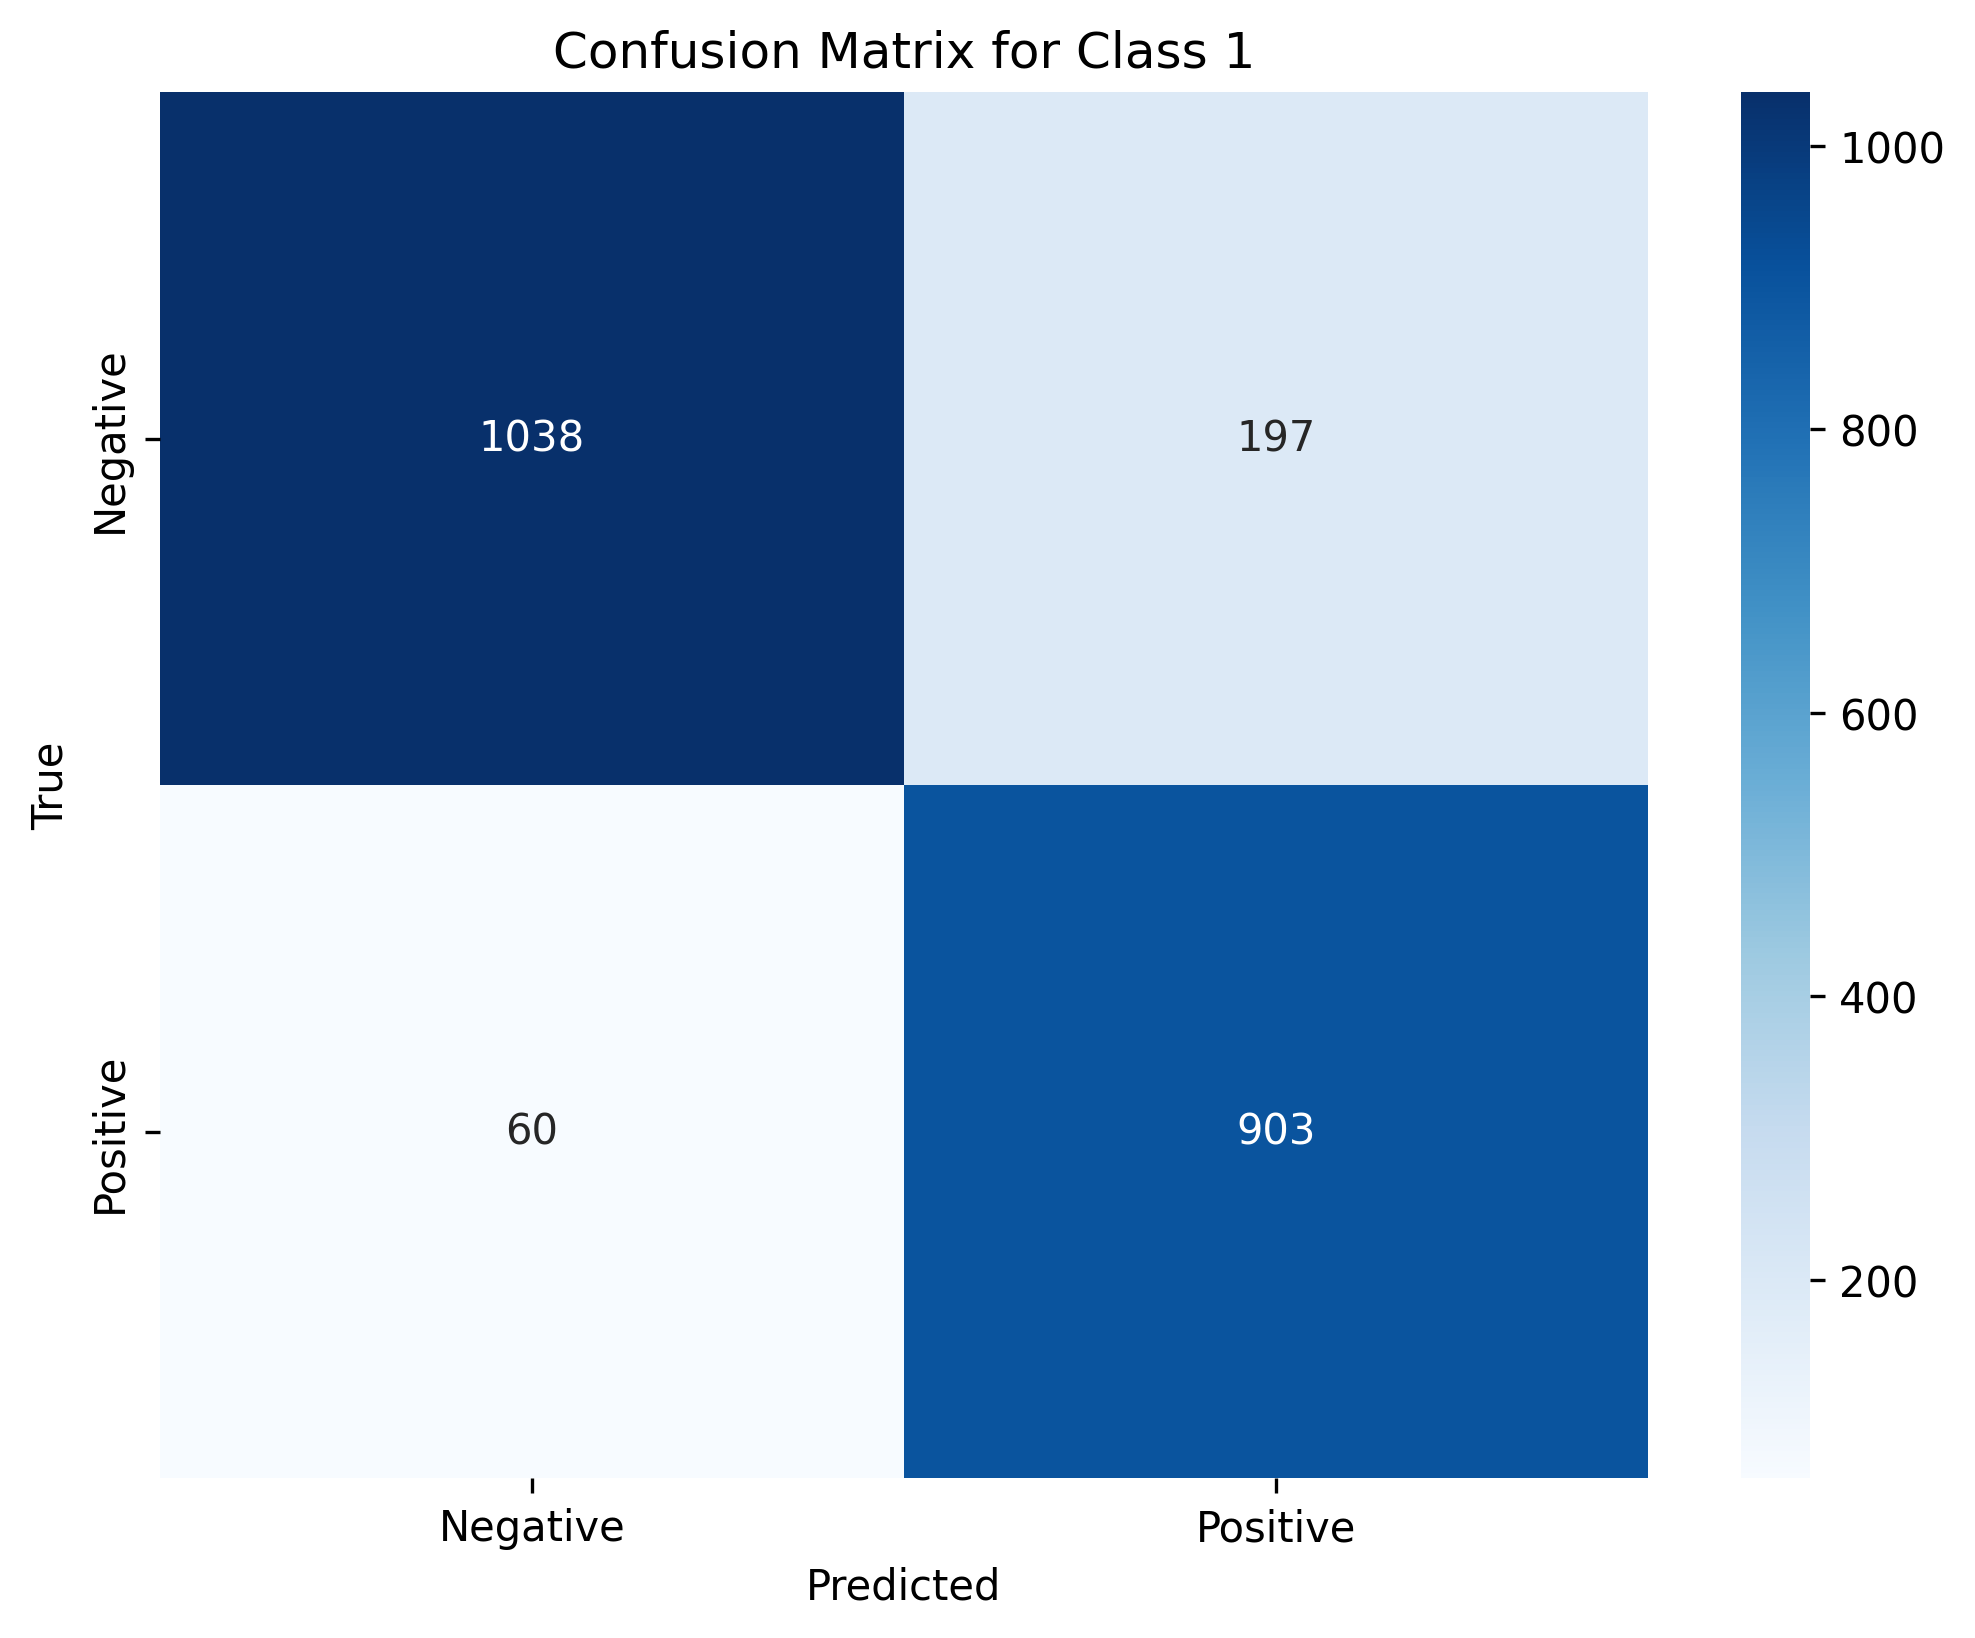 Confusion Matrix for Class 1
True
Negative
1038
197
Positive
60
903
Negative
Positive
Predicted
1000
800
600
400
200